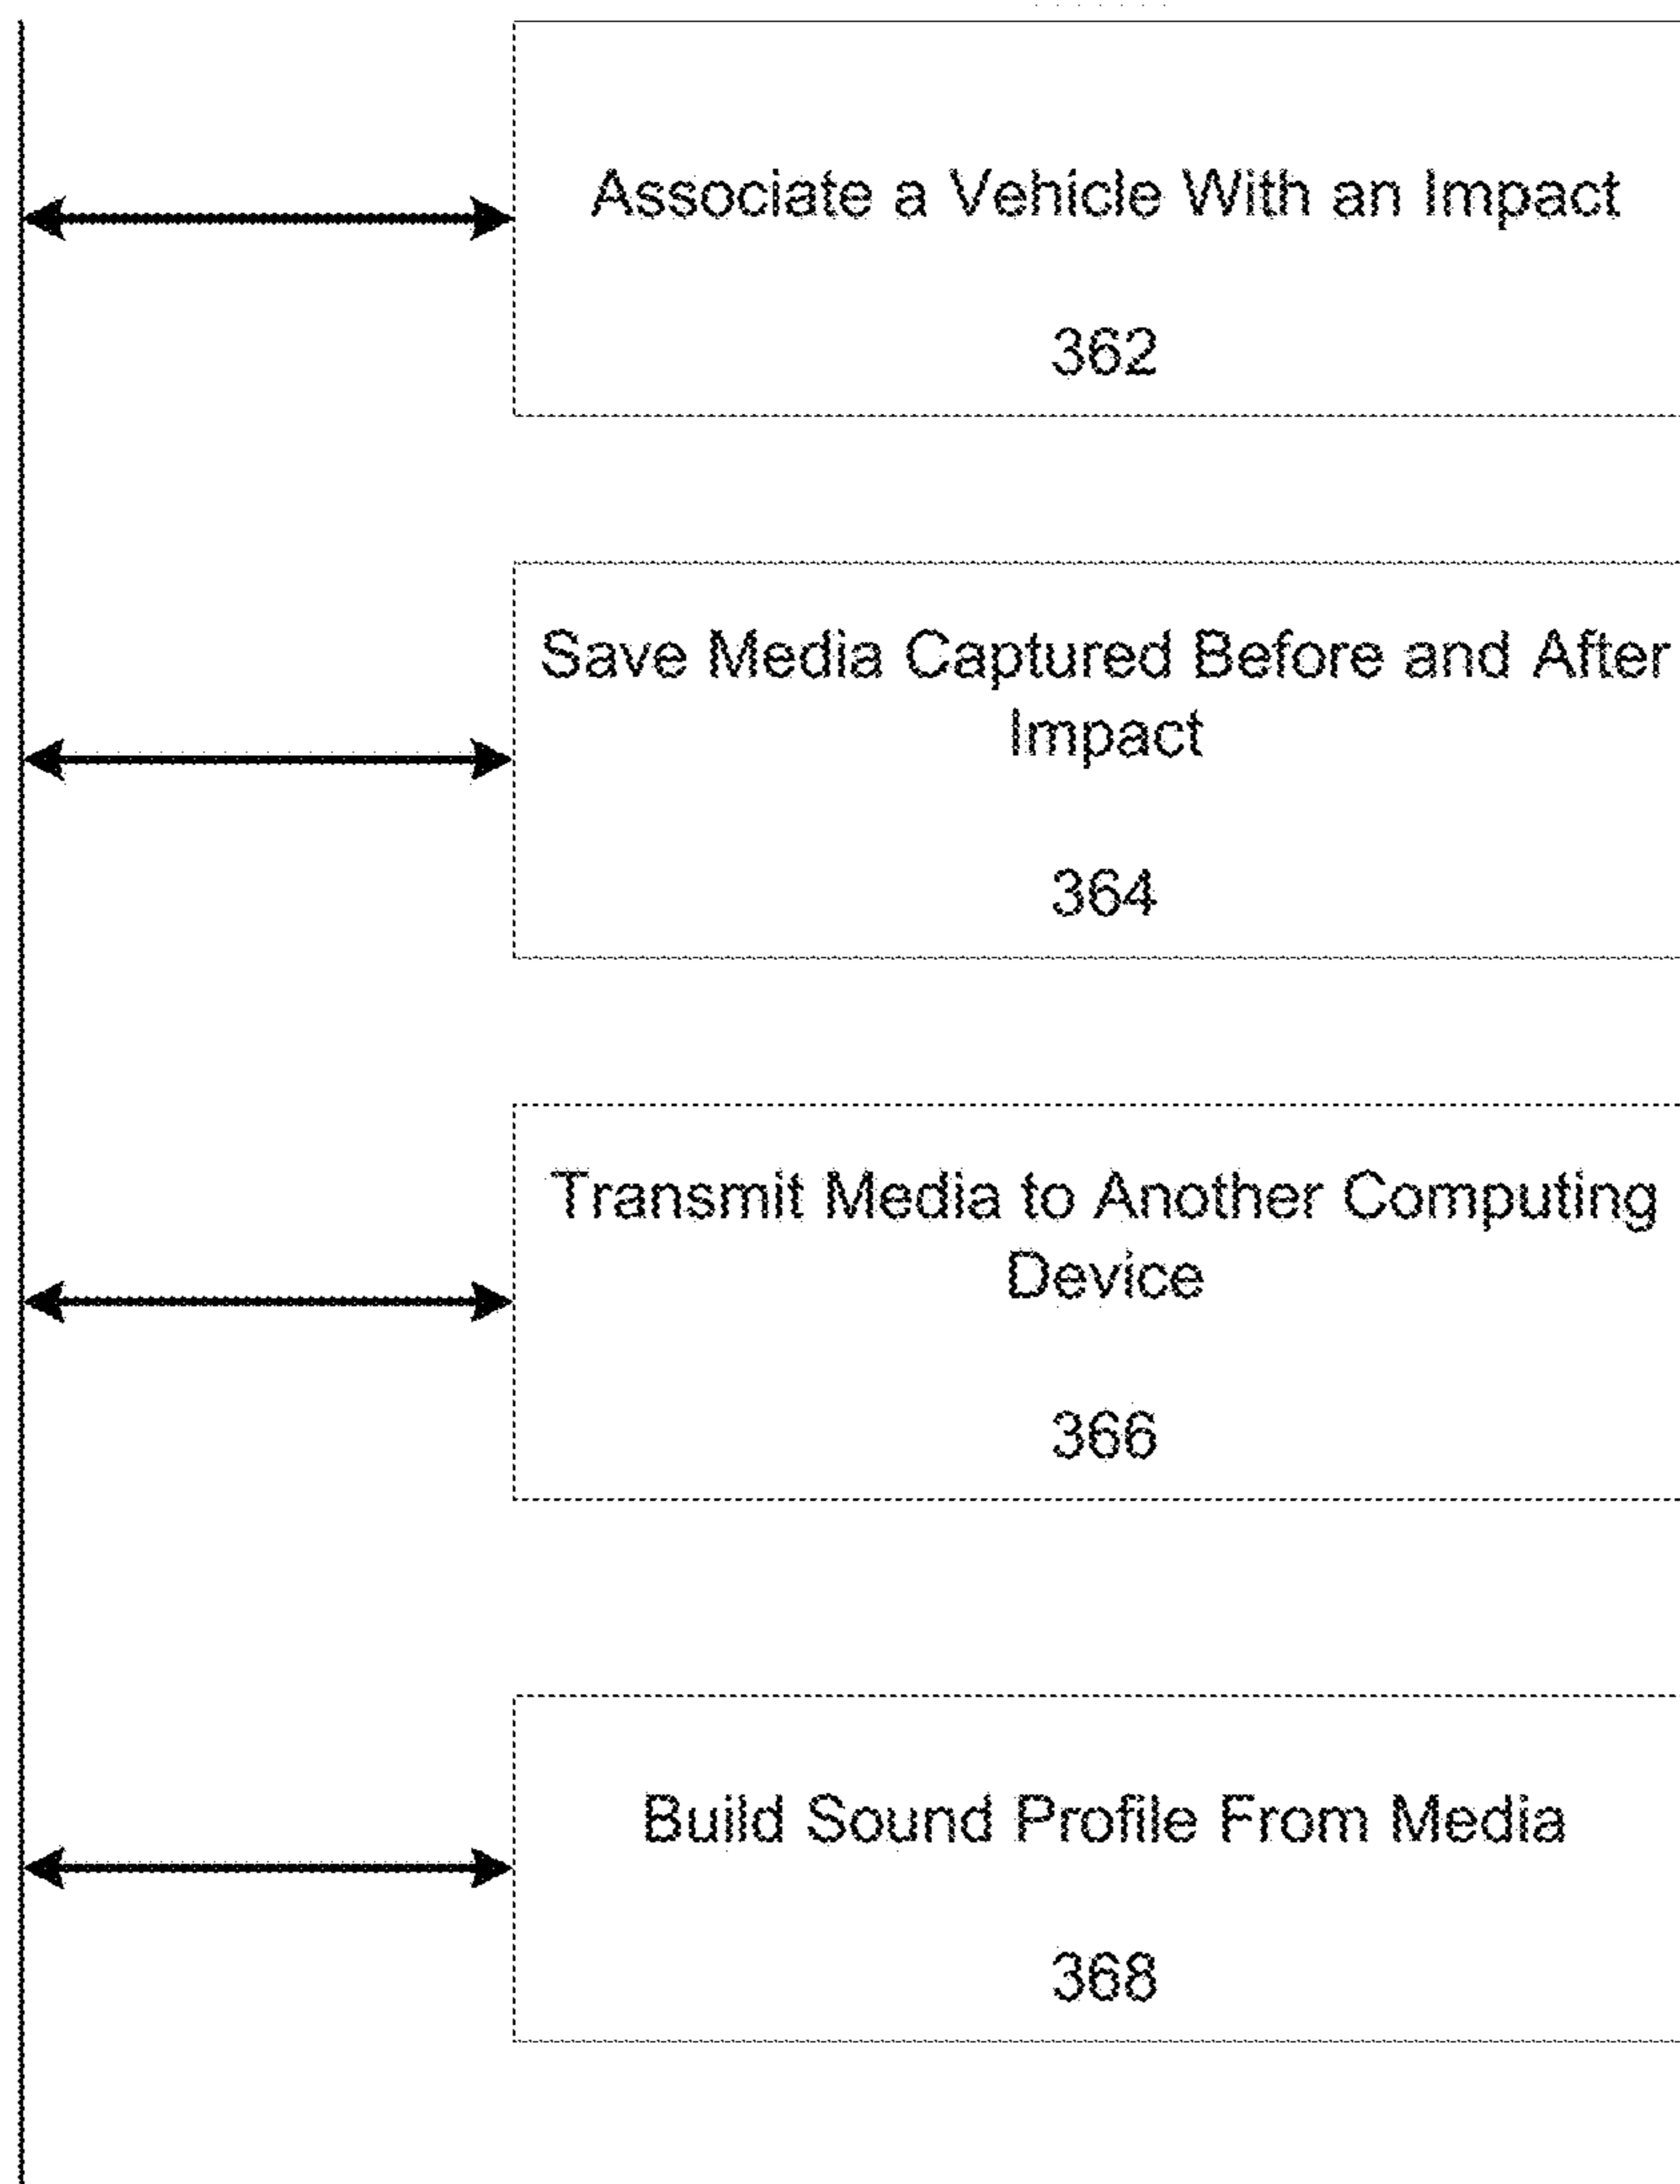 Associate a Vehicle With an Impact
362
Save Media Captured Before and After
Impact
364
Transmit Media to Another Computing
Device
366
Build Sound Profile From Media
368